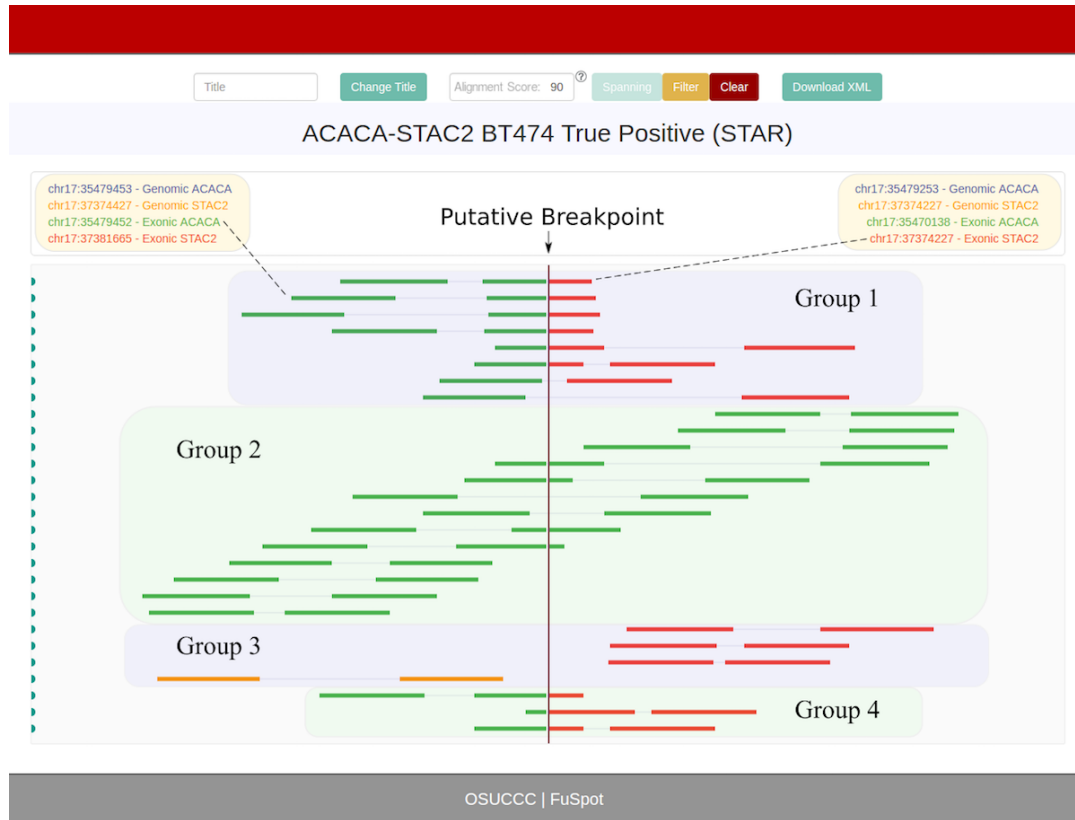 Title
Change Title
Alignment Score: 90
?
Spanning
Filter
Clear
Download XML
ACACA-STAC2 BT474 True Positive (STAR)
chr17:35479453 - Genomic ACACA
chr17:37374427 - Genomic STAC2
chr17:35479452 - Exonic ACACA
chr17:37381665 - Exonic STAC2
Putative Breakpoint
chr17:35479253 - Genomic ACACA
chr17:37374227 - Genomic STAC2
chr17:35470138 - Exonic ACACA
chr17:37374227 - Exonic STAC2
Group 1
Group 2
Group 3
Group 4
OSUCCC | FuSpot